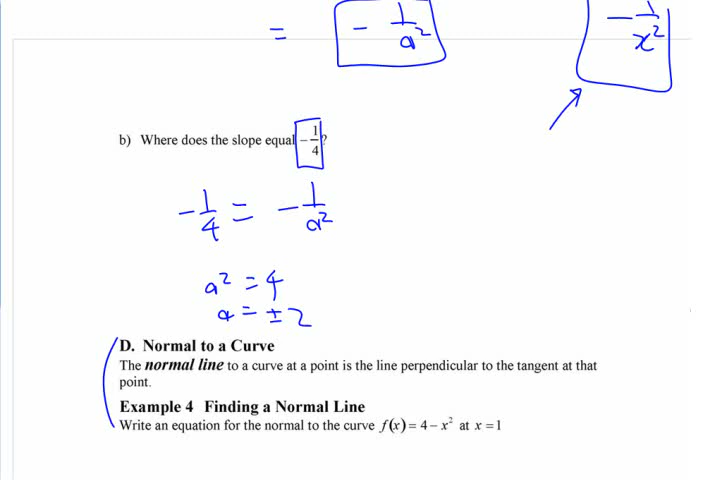 = - 1/a²
- 1/x²
b) Where does the slope equal -1/4?
-1/4 = -1/a²
a² = 4
a = ±2
D. Normal to a Curve
The normal line to a curve at a point is the line perpendicular to the tangent at that
point.
Example 4 Finding a Normal Line
Write an equation for the normal to the curve f(x) = 4 – x² at x = 1